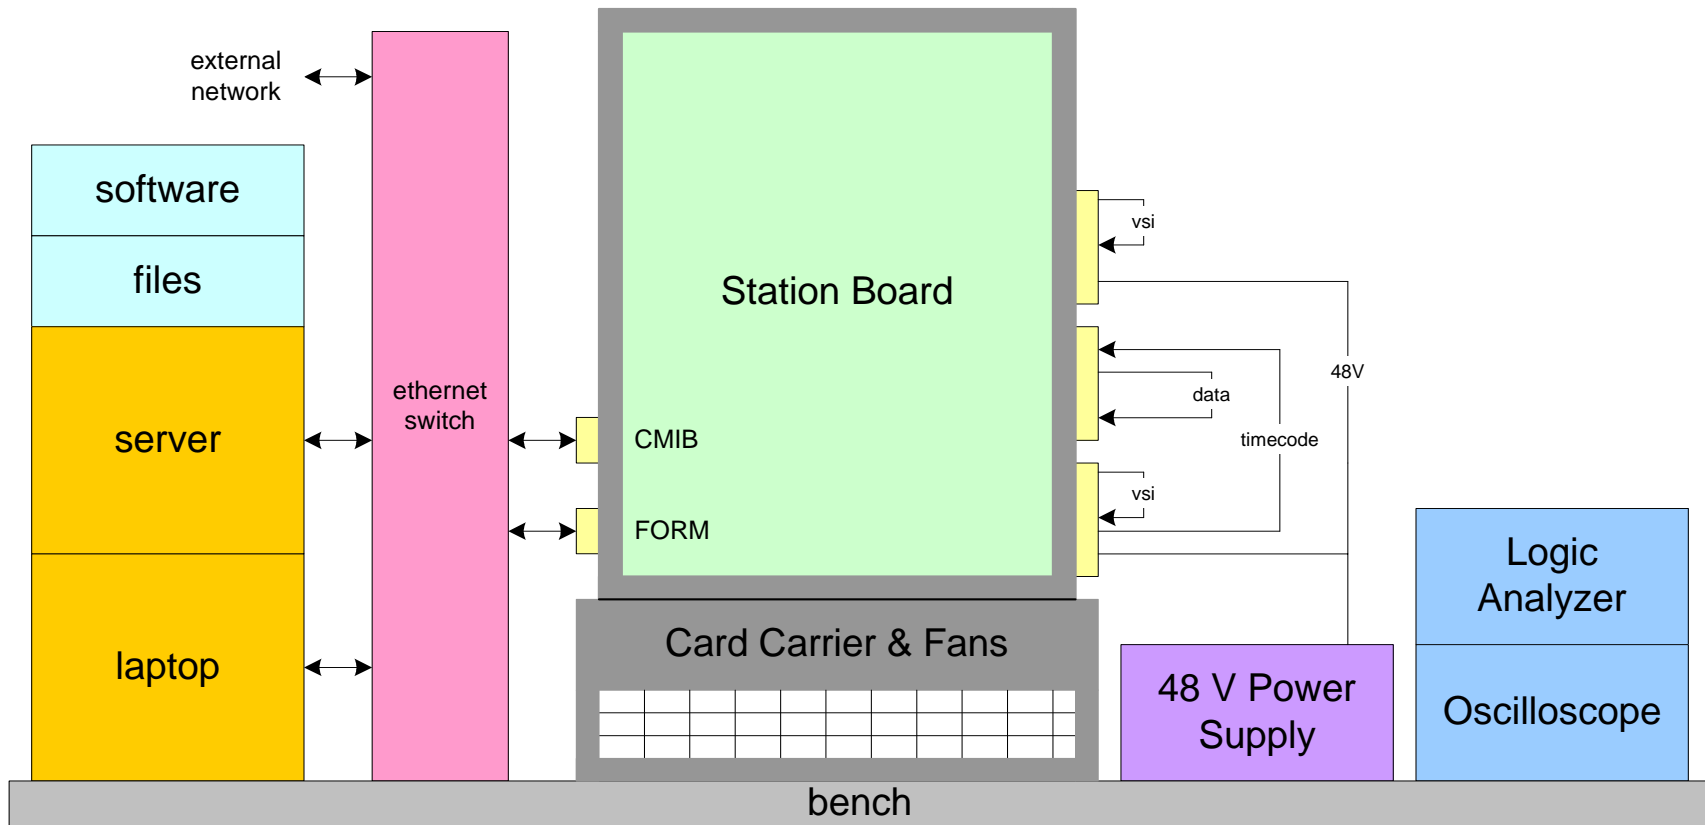 external
network
software
files
server
laptop
ethernet
switch
Station Board
CMIB
FORM
Card Carrier & Fans
vsi
48V
data
timecode
vsi
48 V Power
Supply
Logic
Analyzer
Oscilloscope
bench